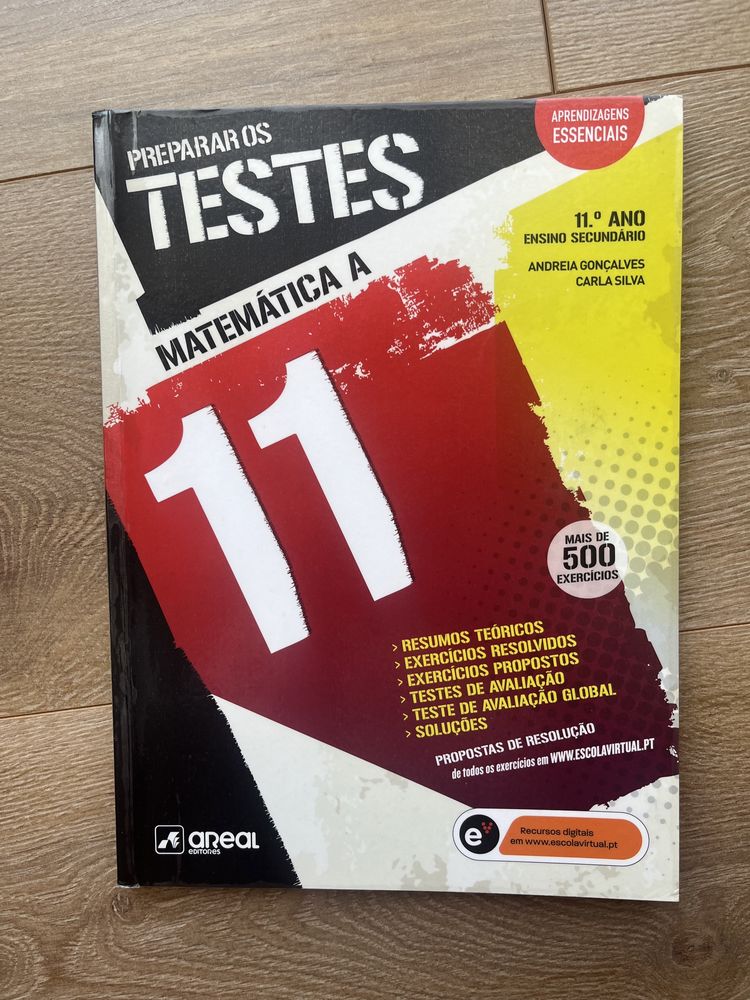 PREPARAR OS
TESTES
APRENDIZAGENS
ESSENCIAIS
11.º ANO
ENSINO SECUNDÁRIO
ANDREIA GONÇALVES
CARLA SILVA
MATEMÁTICA A
11
MAIS DE
500
EXERCÍCIOS
> RESUMOS TEÓRICOS
> EXERCÍCIOS RESOLVIDOS
> EXERCÍCIOS PROPOSTOS
> TESTES DE AVALIAÇÃO
> TESTE DE AVALIAÇÃO GLOBAL
> SOLUÇÕES
PROPOSTAS DE RESOLUÇÃO
de todos os exercícios em WWW.ESCOLAVIRTUAL.PT
areal
EDITORES
e
Recursos digitais
em www.escolavirtual.pt